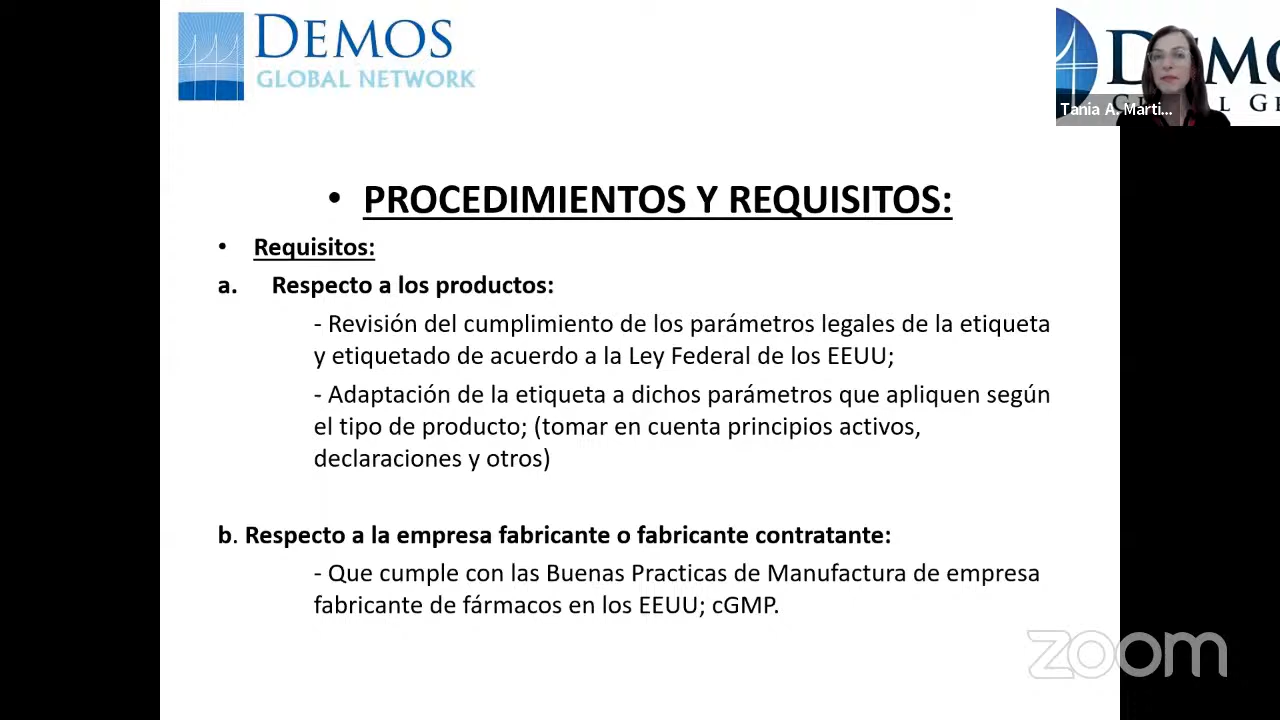 DEMOS
GLOBAL NETWORK
Tania A. Marti...
• PROCEDIMIENTOS Y REQUISITOS:
• Requisitos:
a. Respecto a los productos:
- Revisión del cumplimiento de los parámetros legales de la etiqueta
y etiquetado de acuerdo a la Ley Federal de los EEUU;
- Adaptación de la etiqueta a dichos parámetros que apliquen según
el tipo de producto; (tomar en cuenta principios activos,
declaraciones y otros)
b. Respecto a la empresa fabricante o fabricante contratante:
- Que cumple con las Buenas Practicas de Manufactura de empresa
fabricante de fármacos en los EEUU; cGMP.
zoom